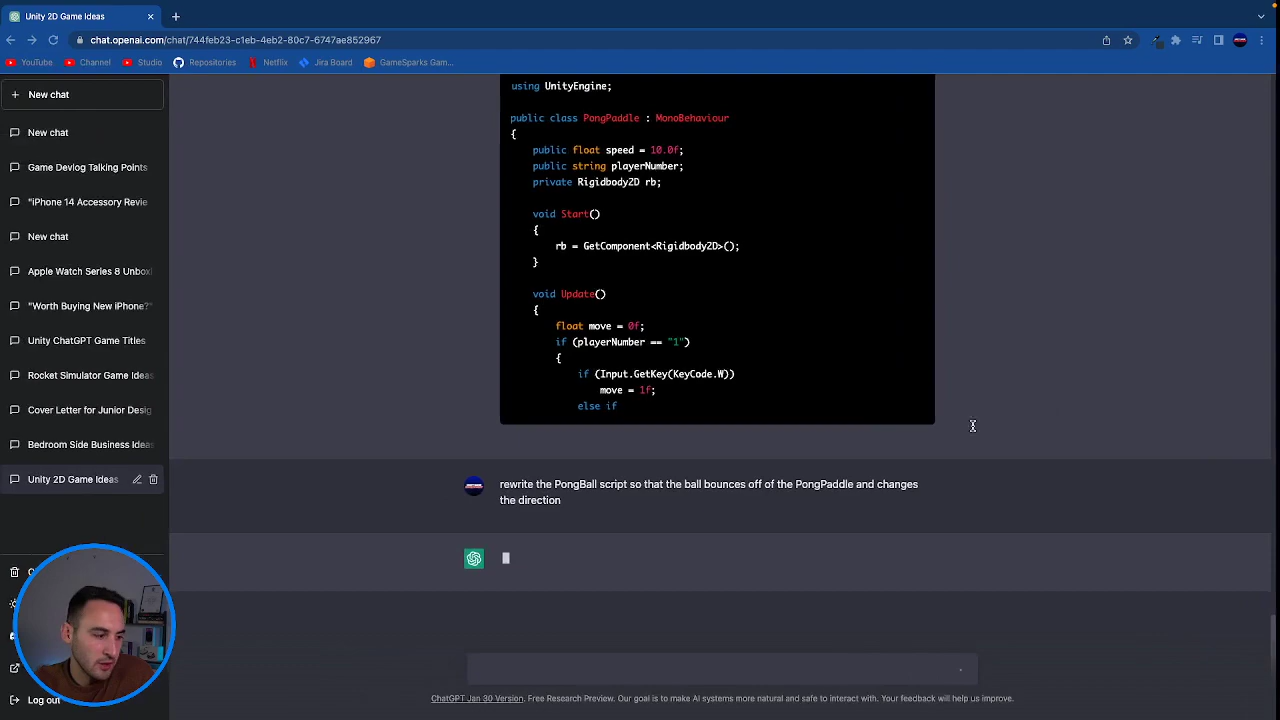 Unity 2D Game Ideas
chat.openai.com/chat/744feb23-c1eb-4eb2-80c7-6747ae852967
YouTube
Channel
Studio
Repositories
Netflix
Jira Board
GameSparks Gam...
New chat
New chat
Game Devlog Talking Points
"iPhone 14 Accessory Revie
New chat
Apple Watch Series 8 Unbox
"Worth Buying New iPhone?"
Unity ChatGPT Game Titles
Rocket Simulator Game Ideas
Cover Letter for Junior Desig
Bedroom Side Business Ideas
Unity 2D Game Ideas
Log out
using UnityEngine;
public class PongPaddle : MonoBehaviour
{
public float speed = 10.0f;
public string playerNumber;
private Rigidbody2D rb;
void Start()
{
rb = GetComponent<Rigidbody2D>();
}
void Update()
{
float move = 0f;
if (playerNumber == "1")
{
if (Input.GetKey(KeyCode.W))
move = 1f;
else if
rewrite the PongBall script so that the ball bounces off of the PongPaddle and changes
the direction
ChatGPT Jan 30 Version. Free Research Preview. Our goal is to make AI systems more natural and safe to interact with. Your feedback will help us improve.